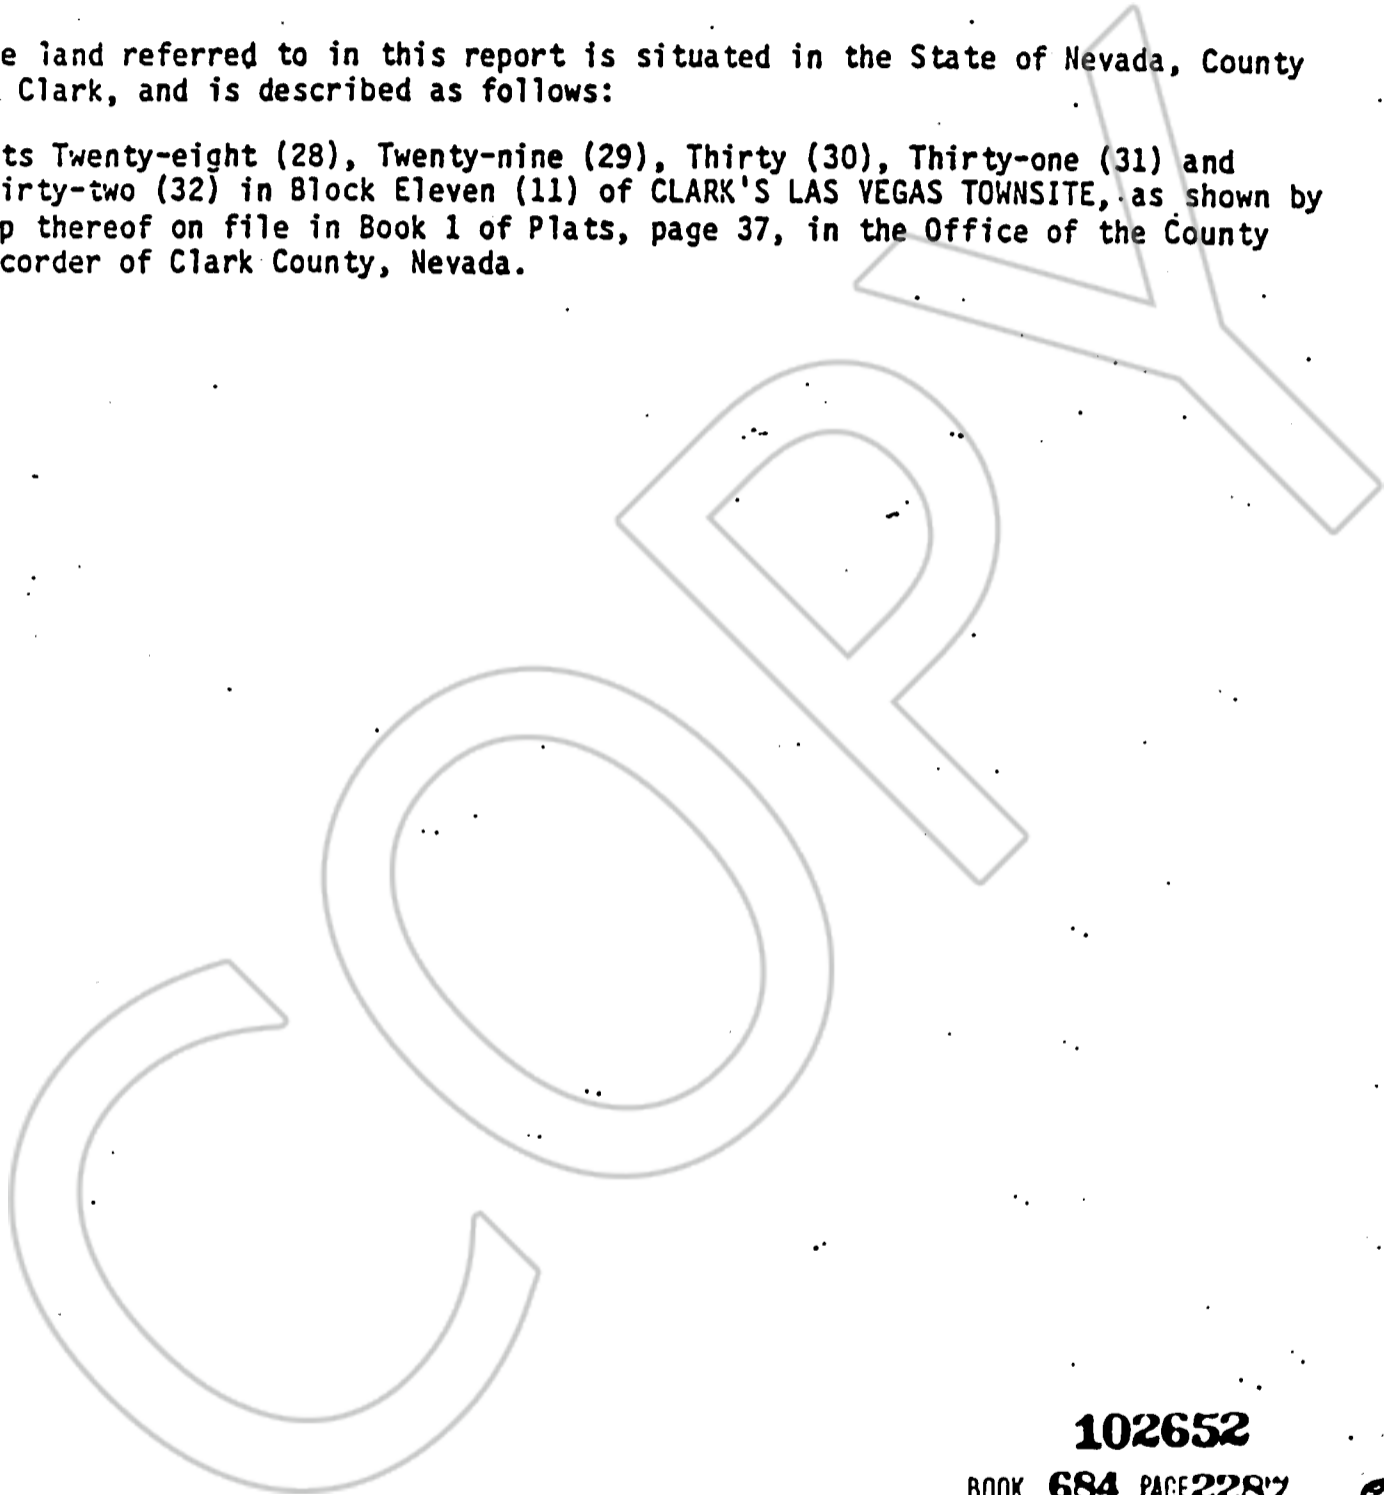 e land referred to in this report is situated in the State of Nevada, County
Clark, and is described as follows:
ts Twenty-eight (28), Twenty-nine (29), Thirty (30), Thirty-one (31) and
irty-two (32) in Block Eleven (11) of CLARK'S LAS VEGAS TOWNSITE, as shown by
p thereof on file in Book 1 of Plats, page 37, in the Office of the County
corder of Clark County, Nevada.
COPY
102652
BOOK 684 PAGE